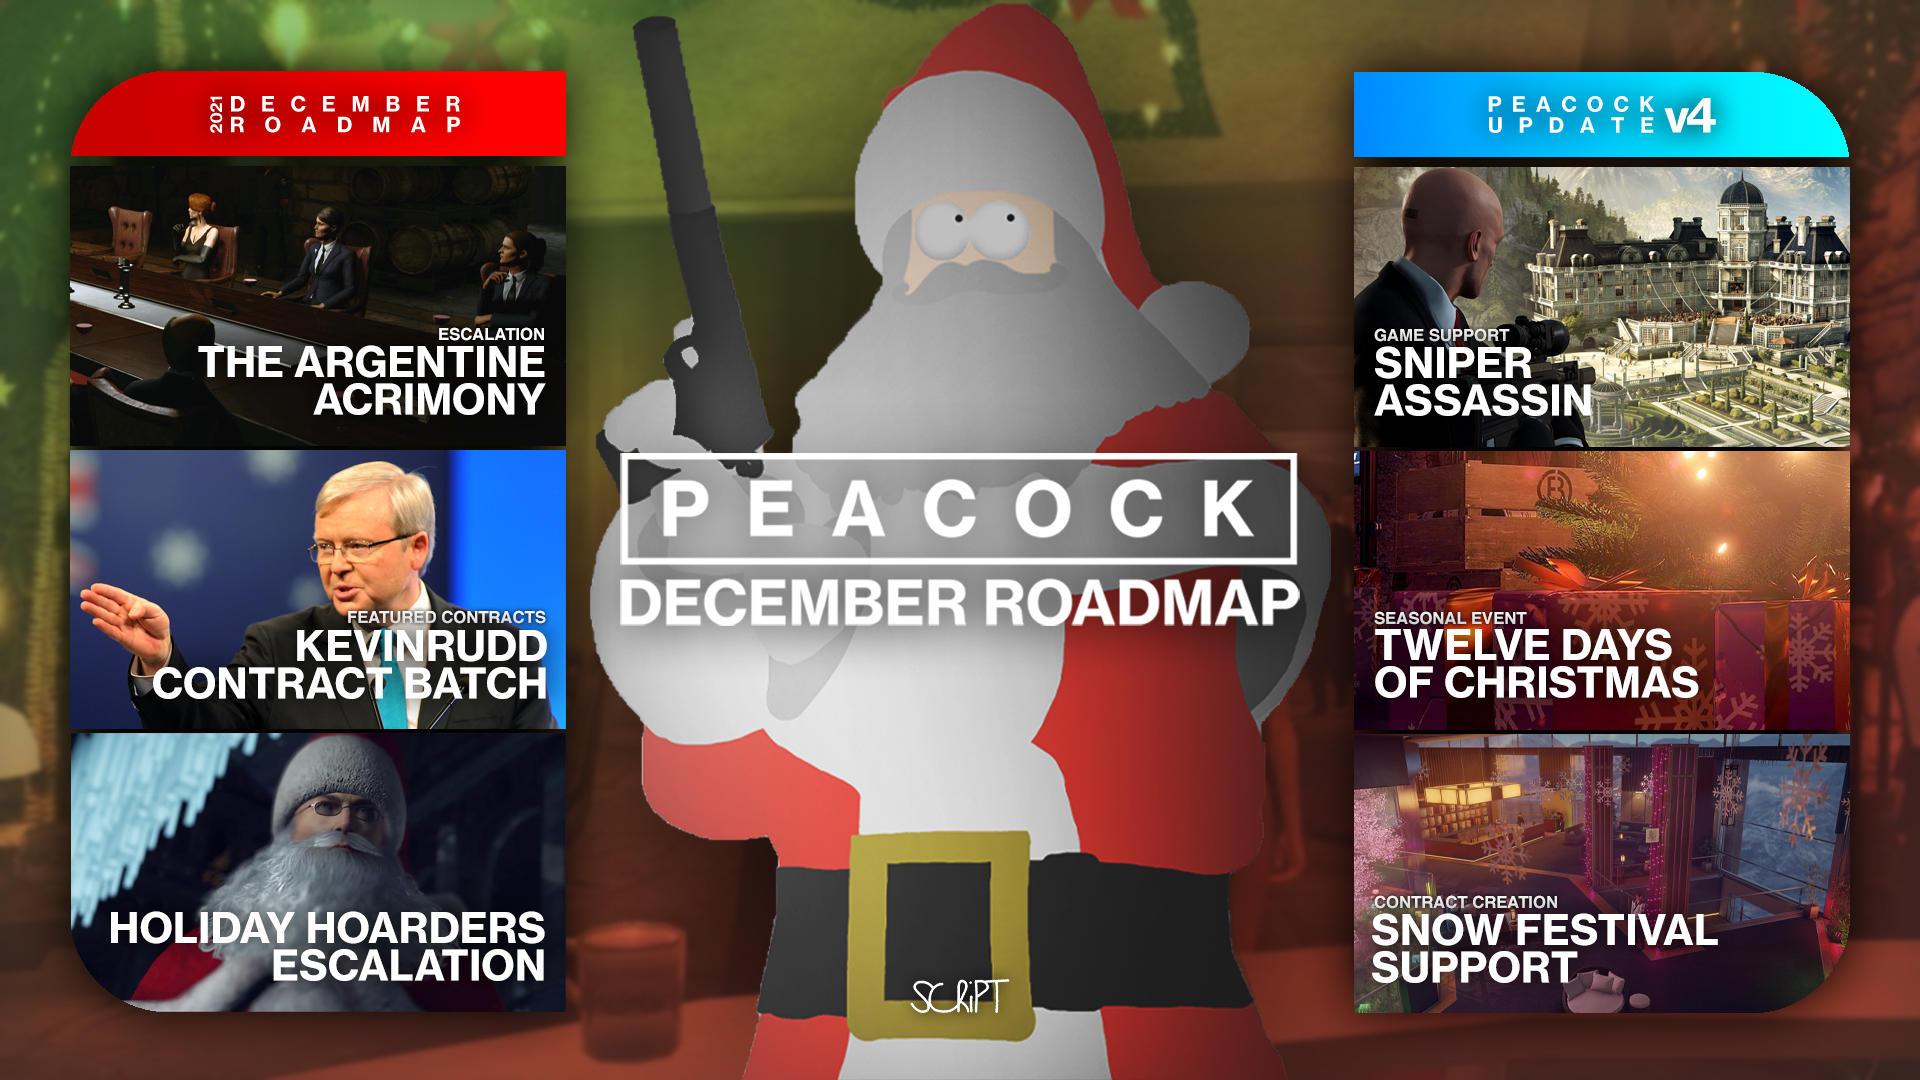 2021
DECEMBER
ROADMAP
ESCALATION
THE ARGENTINE
ACRIMONY
FEATURED CONTRACTS
KEVINRUDD
CONTRACT BATCH
HOLIDAY HOARDERS
ESCALATION
PEACOCK
DECEMBER ROADMAP
SCRiPT
PEACOCK
UPDATE v4
GAME SUPPORT
SNIPER
ASSASSIN
SEASONAL EVENT
TWELVE DAYS
OF CHRISTMAS
CONTRACT CREATION
SNOW FESTIVAL
SUPPORT